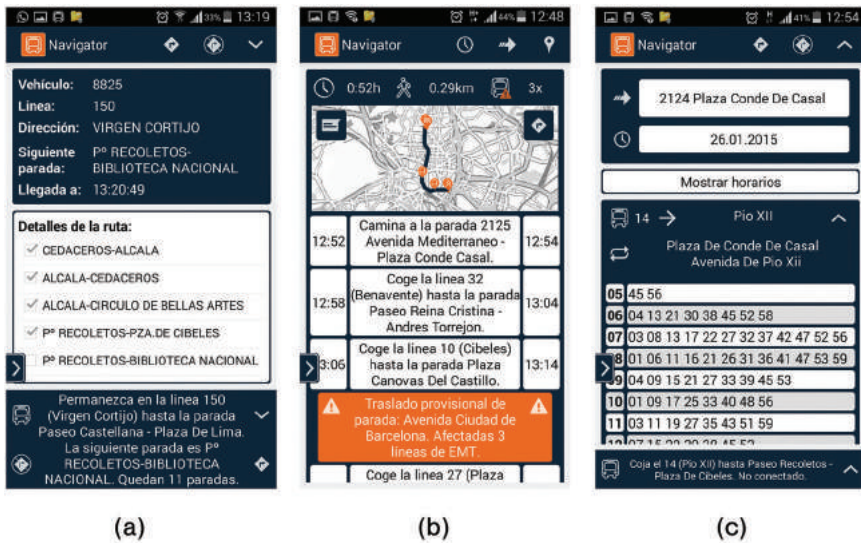 33% 13:19
Navigator
Vehículo: 8825
Linea: 150
Dirección: VIRGEN CORTIJO
Siguiente parada: Pº RECOLETOS-
BIBLIOTECA NACIONAL
Llegada a: 13:20:49
Detalles de la ruta:
CEDACEROS-ALCALA
ALCALA-CEDACEROS
ALCALA-CIRCULO DE BELLAS ARTES
Pº RECOLETOS-PZA.DE CIBELES
Pº RECOLETOS-BIBLIOTECA NACIONAL
Permanezca en la linea 150
(Virgen Cortijo) hasta la parada
Paseo Castellana - Plaza De Lima.
La siguiente parada es Pº
RECOLETOS-BIBLIOTECA
NACIONAL. Quedan 11 paradas.
(a)
44% 12:48
Navigator
0:52h 0.29km 3x
12:52 Camina a la parada 2125
Avenida Mediterraneo -
Plaza Conde Casal. 12:54
12:58 Coge la linea 32
(Benavente) hasta la parada
Paseo Reina Cristina -
Andres Torrejon. 13:04
3:06 Coge la linea 10 (Cibeles)
hasta la parada Plaza
Canovas Del Castillo. 13:14
Traslado provisional de
parada: Avenida Ciudad de
Barcelona. Afectadas 3
líneas de EMT.
Coge la linea 27 (Plaza
(b)
41% 12:54
Navigator
2124 Plaza Conde De Casal
26.01.2015
Mostrar horarios
14 Pio XII
Plaza De Conde De Casal
Avenida De Pio Xii
05 45 56
06 04 13 21 30 38 45 52 58
07 03 08 13 17 22 27 32 37 42 47 52 56
8 01 06 11 16 21 26 31 36 41 47 53 59
09 04 09 15 21 27 33 39 45 53
10 01 09 17 25 33 40 48 56
11 03 11 19 27 35 43 51 59
Coja el 14 (Pio XII) hasta Paseo Recoletos -
Plaza De Cibeles. No conectado.
(c)